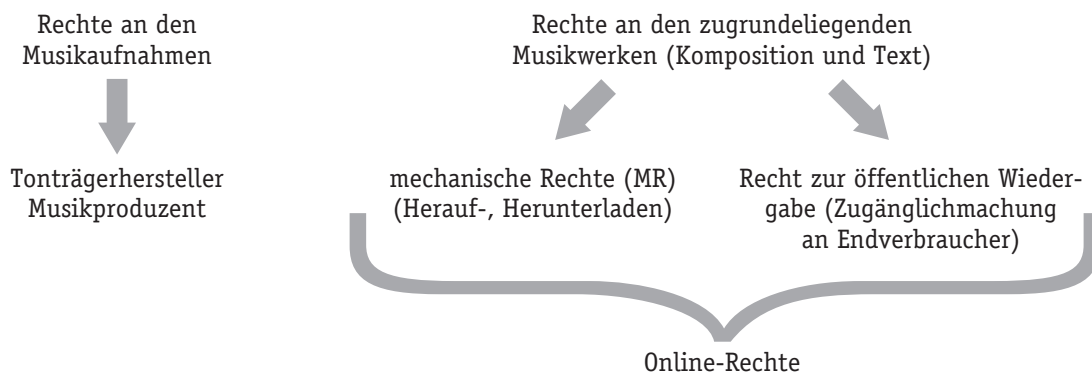 Rechte an den
Musikaufnahmen
Rechte an den zugrundeliegenden
Musikwerken (Komposition und Text)
Tonträgerhersteller
Musikproduzent
mechanische Rechte (MR)
(Herauf-, Herunterladen)
Recht zur öffentlichen Wieder-
gabe (Zugänglichmachung
an Endverbraucher)
Online-Rechte